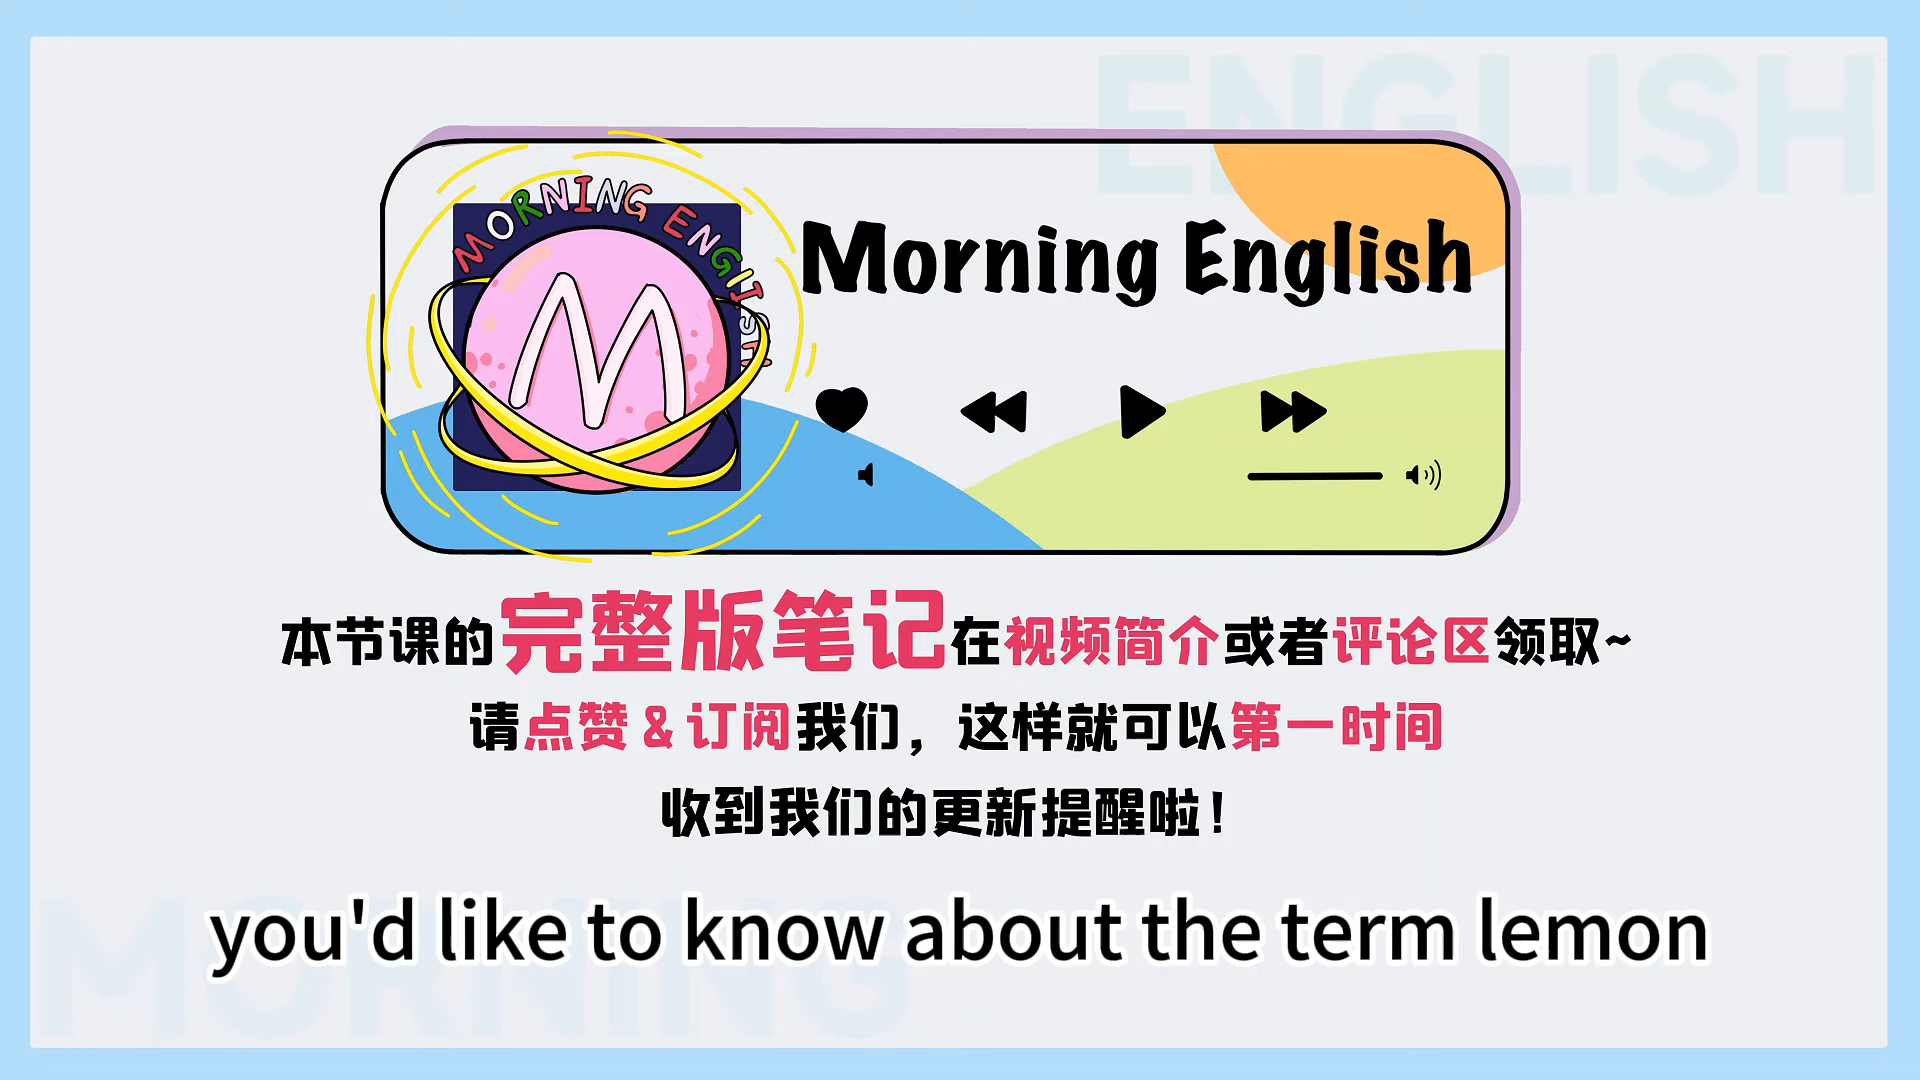 ENGLISH
MORNING ENGLISH
M
Morning English
本节课的完整版笔记在视频简介或者评论区领取~
请点赞&订阅我们，这样就可以第一时间
收到我们的更新提醒啦！
MORNING
you'd like to know about the term lemon